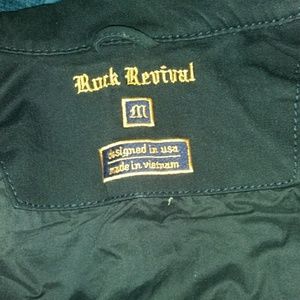 Rock Revival
M
designed in usa
made in vietnam